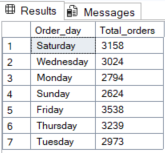 Results Messages
Order_day Total_orders
1 Saturday 3158
2 Wednesday 3024
3 Monday 2794
4 Sunday 2624
5 Friday 3538
6 Thursday 3239
7 Tuesday 2973